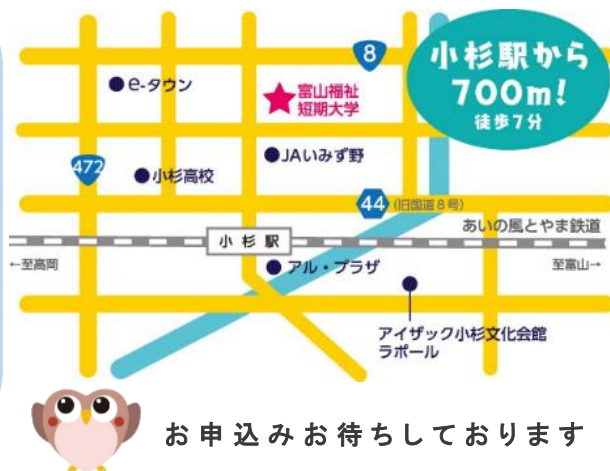 8
小杉駅から
700m!
徒歩7分
e-タウン
富山福祉
短期大学
472
小杉高校
JAいみず野
44
(旧国道8号)
あいの風とやま鉄道
小杉駅
←至高岡
アル・プラザ
至富山→
アイザック小杉文化会館
ラポール
お申込みお待ちしております